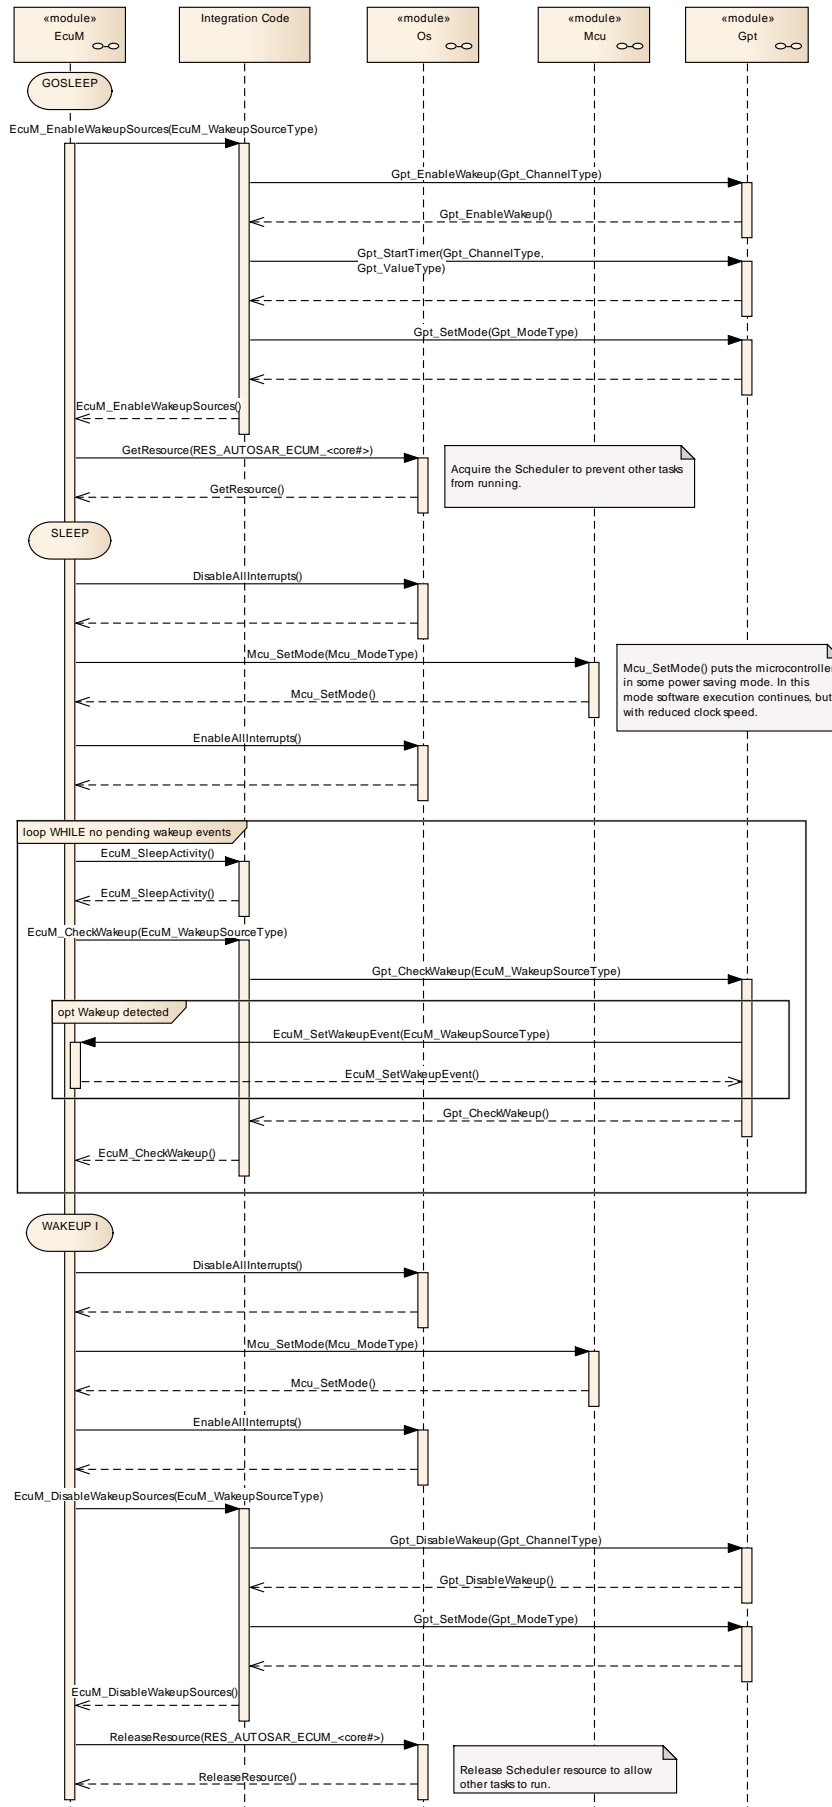 «module»
EcuM
Integration Code
«module»
Os
«module»
Mcu
«module»
Gpt
GOSLEEP
EcuM_EnableWakeupSources(EcuM_WakeupSourceType)
Gpt_EnableWakeup(Gpt_ChannelType)
Gpt_EnableWakeup()
Gpt_StartTimer(Gpt_ChannelType,
Gpt_ValueType)
Gpt_SetMode(Gpt_ModeType)
EcuM_EnableWakeupSources()
GetResource(RES_AUTOSAR_ECUM_<core#>)
Acquire the Scheduler to prevent other tasks
from running.
GetResource()
SLEEP
DisableAllInterrupts()
Mcu_SetMode(Mcu_ModeType)
Mcu_SetMode() puts the microcontroller
in some power saving mode. In this
mode software execution continues, but
with reduced clock speed.
Mcu_SetMode()
EnableAllInterrupts()
loop WHILE no pending wakeup events
EcuM_SleepActivity()
EcuM_SleepActivity()
EcuM_CheckWakeup(EcuM_WakeupSourceType)
Gpt_CheckWakeup(EcuM_WakeupSourceType)
opt Wakeup detected
EcuM_SetWakeupEvent(EcuM_WakeupSourceType)
EcuM_SetWakeupEvent()
Gpt_CheckWakeup()
EcuM_CheckWakeup()
WAKEUP I
DisableAllInterrupts()
Mcu_SetMode(Mcu_ModeType)
Mcu_SetMode()
EnableAllInterrupts()
EcuM_DisableWakeupSources(EcuM_WakeupSourceType)
Gpt_DisableWakeup(Gpt_ChannelType)
Gpt_DisableWakeup()
Gpt_SetMode(Gpt_ModeType)
EcuM_DisableWakeupSources()
ReleaseResource(RES_AUTOSAR_ECUM_<core#>)
Release Scheduler resource to allow
other tasks to run.
ReleaseResource()